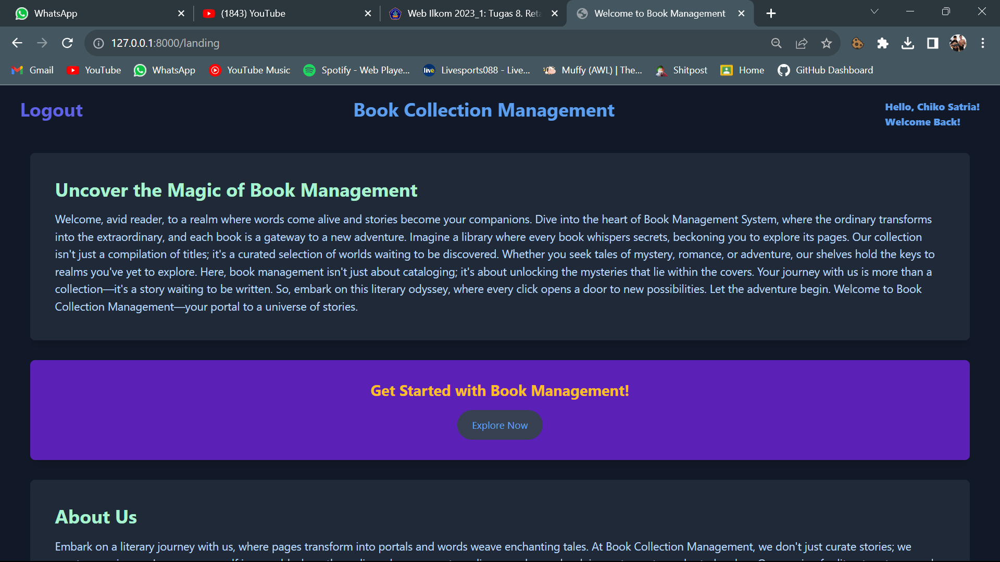 WhatsApp
(1843) YouTube
Web Ilkom 2023_1: Tugas 8. Reta
Welcome to Book Management
127.0.0.1:8000/landing
Gmail
YouTube
WhatsApp
YouTube Music
Spotify - Web Playe...
live
Livesports088 - Live...
Muffy (AWL) | The...
Shitpost
Home
GitHub Dashboard
Logout
Book Collection Management
Hello, Chiko Satria!
Welcome Back!
Uncover the Magic of Book Management
Welcome, avid reader, to a realm where words come alive and stories become your companions. Dive into the heart of Book Management System, where the ordinary transforms
into the extraordinary, and each book is a gateway to a new adventure. Imagine a library where every book whispers secrets, beckoning you to explore its pages. Our collection
isn't just a compilation of titles; it's a curated selection of worlds waiting to be discovered. Whether you seek tales of mystery, romance, or adventure, our shelves hold the keys to
realms you've yet to explore. Here, book management isn't just about cataloging; it's about unlocking the mysteries that lie within the covers. Your journey with us is more than a
collection—it's a story waiting to be written. So, embark on this literary odyssey, where every click opens a door to new possibilities. Let the adventure begin. Welcome to Book
Collection Management—your portal to a universe of stories.
Get Started with Book Management!
Explore Now
About Us
Embark on a literary journey with us, where pages transform into portals and words weave enchanting tales. At Book Collection Management, we don't just curate stories; we